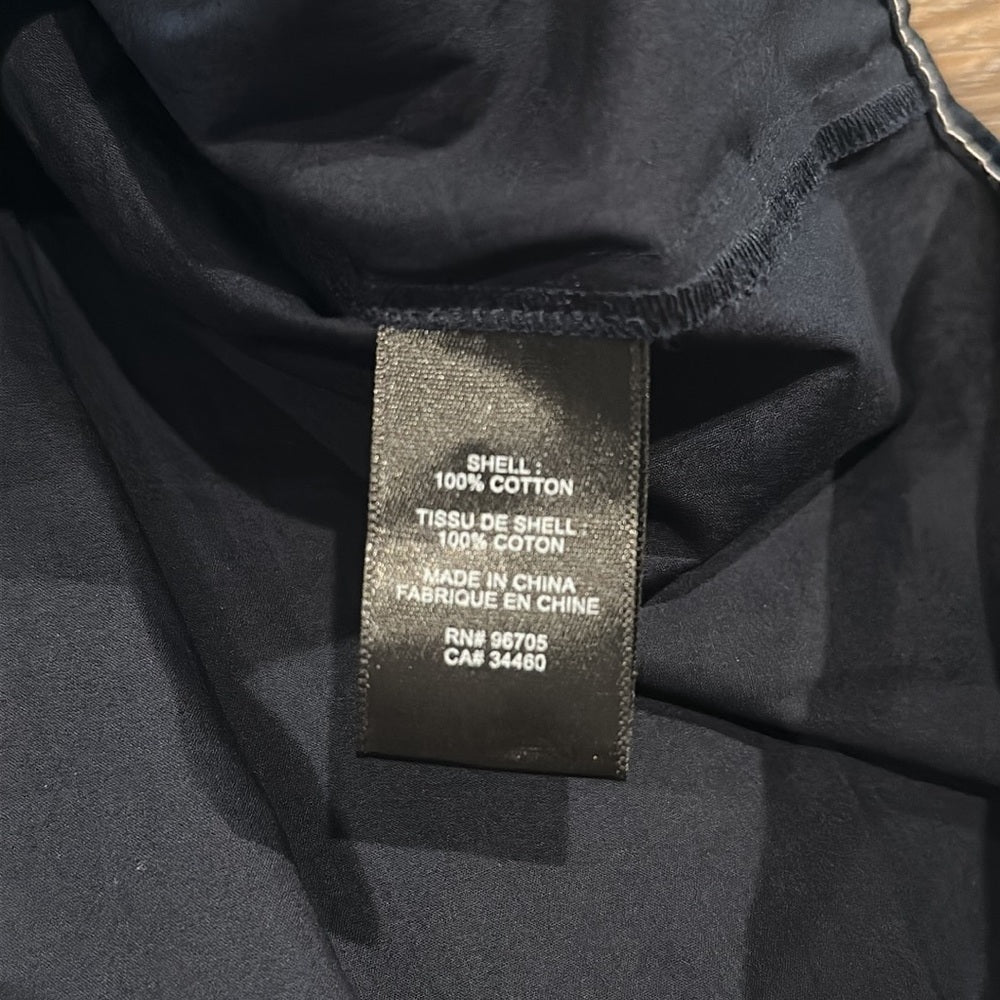 SHELL :
100% COTTON
TISSU DE SHELL :
100% COTON
MADE IN CHINA
FABRIQUE EN CHINE
RN# 96705
CA# 34460